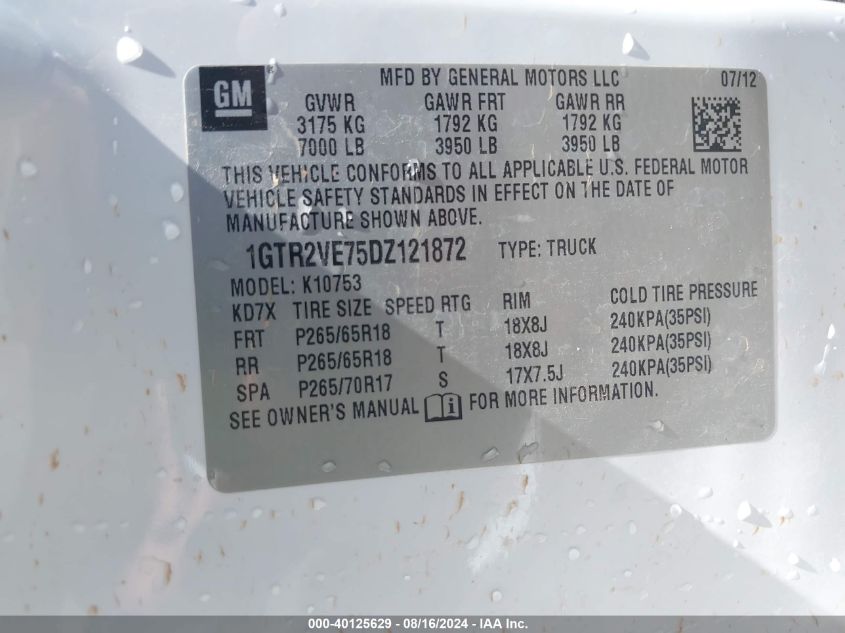 GM ® MFD BY GENERAL MOTORS LLC 07/12
GVWR GAWR FRT GAWR RR
3175 KG 1792 KG 1792 KG
7000 LB 3950 LB 3950 LB
THIS VEHICLE CONFORMS TO ALL APPLICABLE U.S. FEDERAL MOTOR
VEHICLE SAFETY STANDARDS IN EFFECT ON THE DATE OF
MANUFACTURE SHOWN ABOVE.
1GTR2VE75DZ121872 TYPE: TRUCK
MODEL: K10753
KD7X TIRE SIZE SPEED RTG RIM COLD TIRE PRESSURE
FRT P265/65R18 T 18X8J 240KPA(35PSI)
RR P265/65R18 T 18X8J 240KPA(35PSI)
SPA P265/70R17 S 17X7.5J 240KPA(35PSI)
SEE OWNER'S MANUAL i FOR MORE INFORMATION.
000-40125629 - 08/16/2024 - IAA Inc.